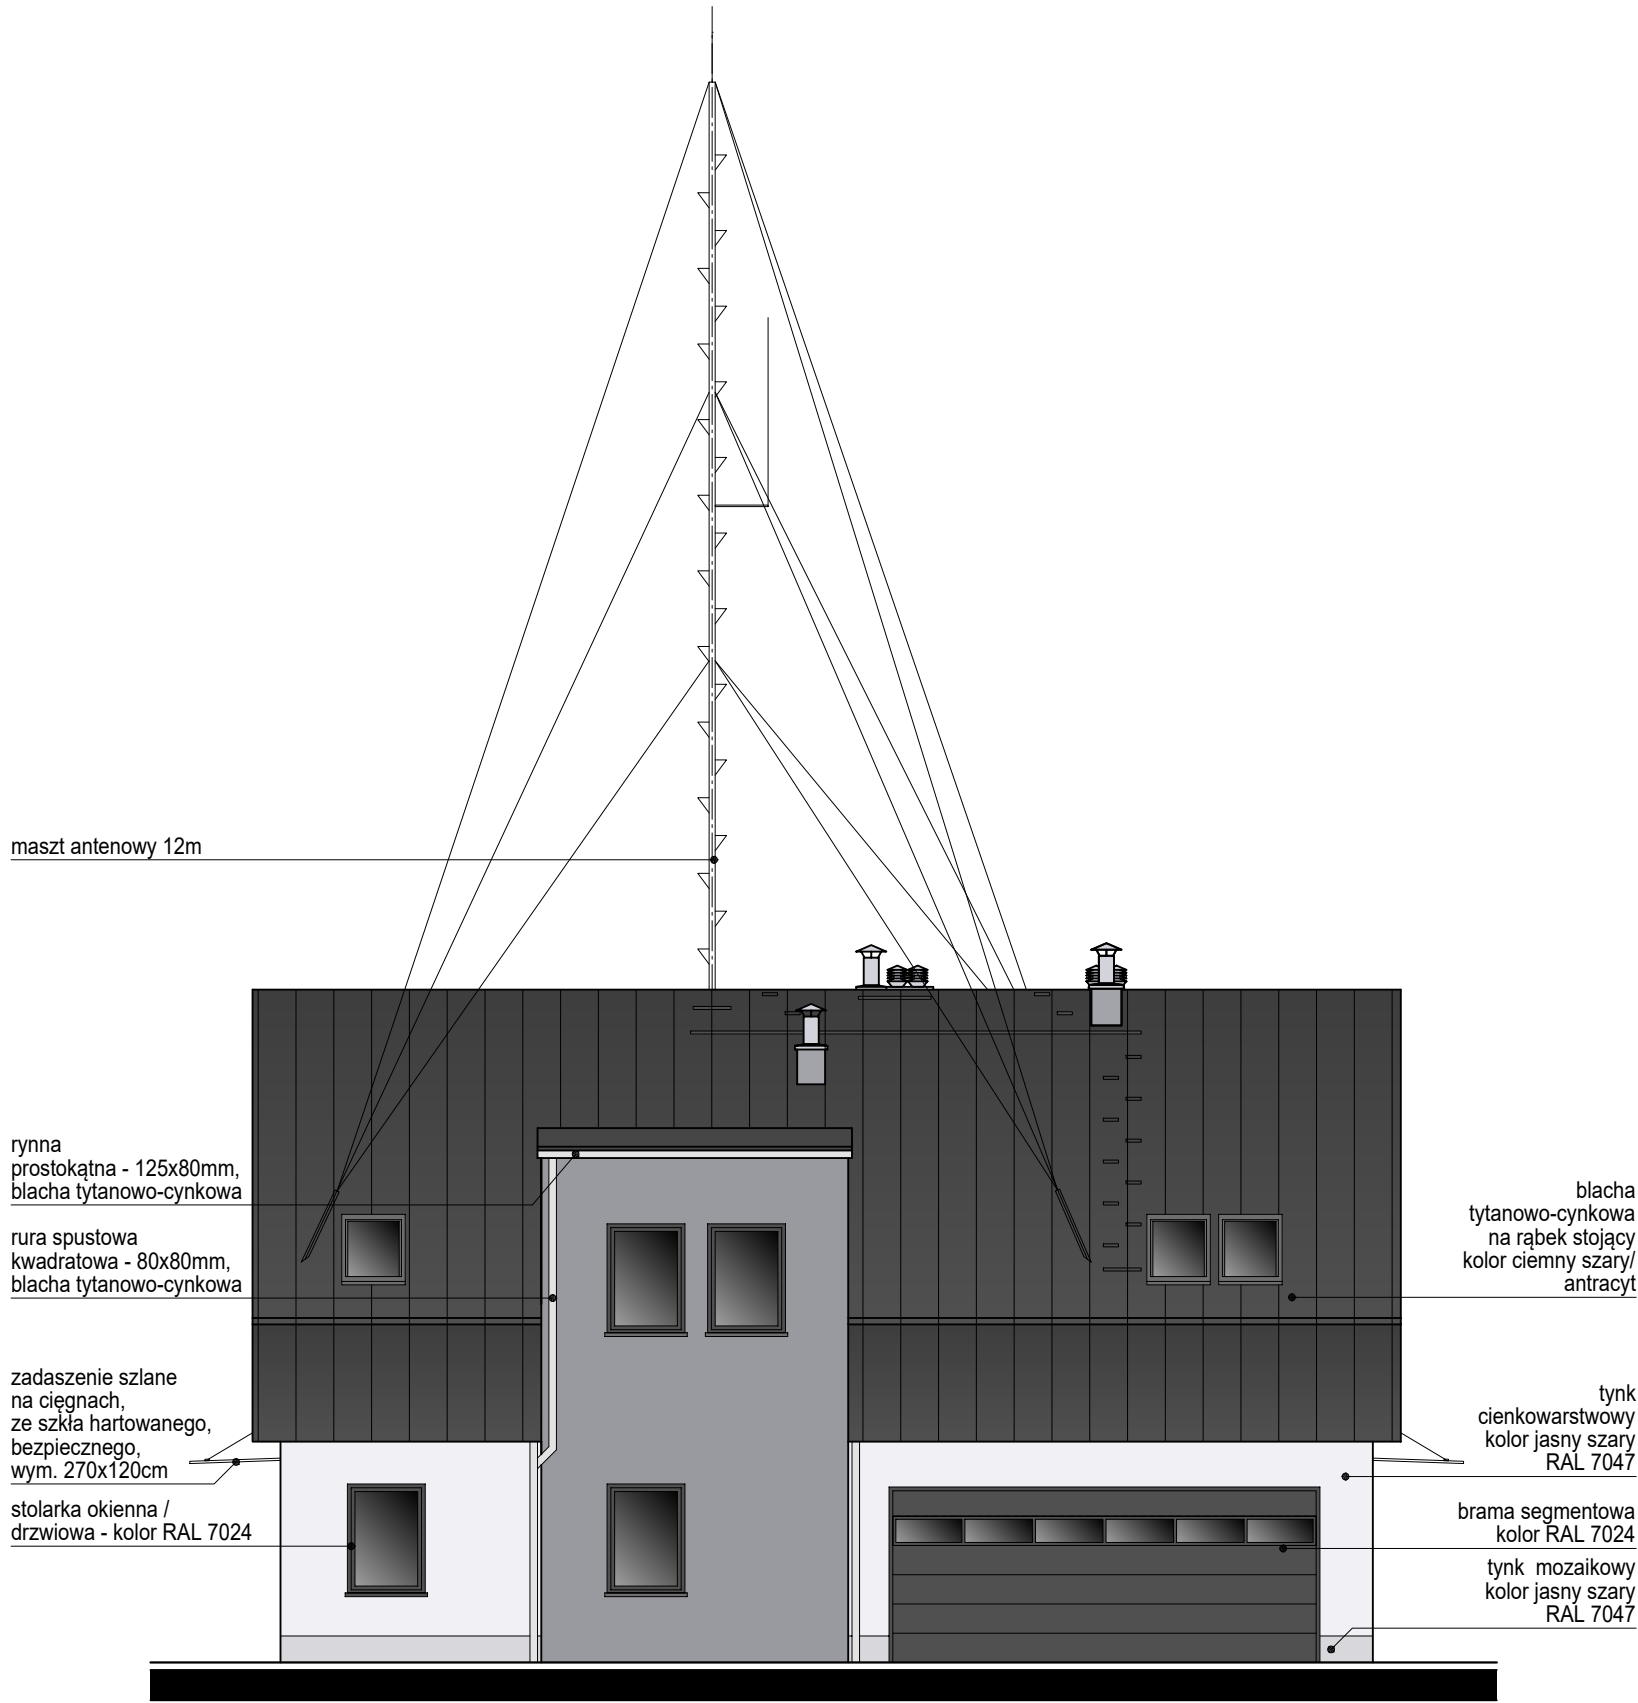 maszt antenowy 12m
rynna
prostokątna - 125x80mm,
blacha tytanowo-cynkowa
rura spustowa
kwadratowa - 80x80mm,
blacha tytanowo-cynkowa
zadaszenie szlane
na cięgnach,
ze szkła hartowanego,
bezpiecznego,
wym. 270x120cm
stolarka okienna /
drzwiowa - kolor RAL 7024
blacha
tytanowo-cynkowa
na rąbek stojący
kolor ciemny szary/
antracyt
tynk
cienkowarstwowy
kolor jasny szary
RAL 7047
brama segmentowa
kolor RAL 7024
tynk  mozaikowy
kolor jasny szary
RAL 7047